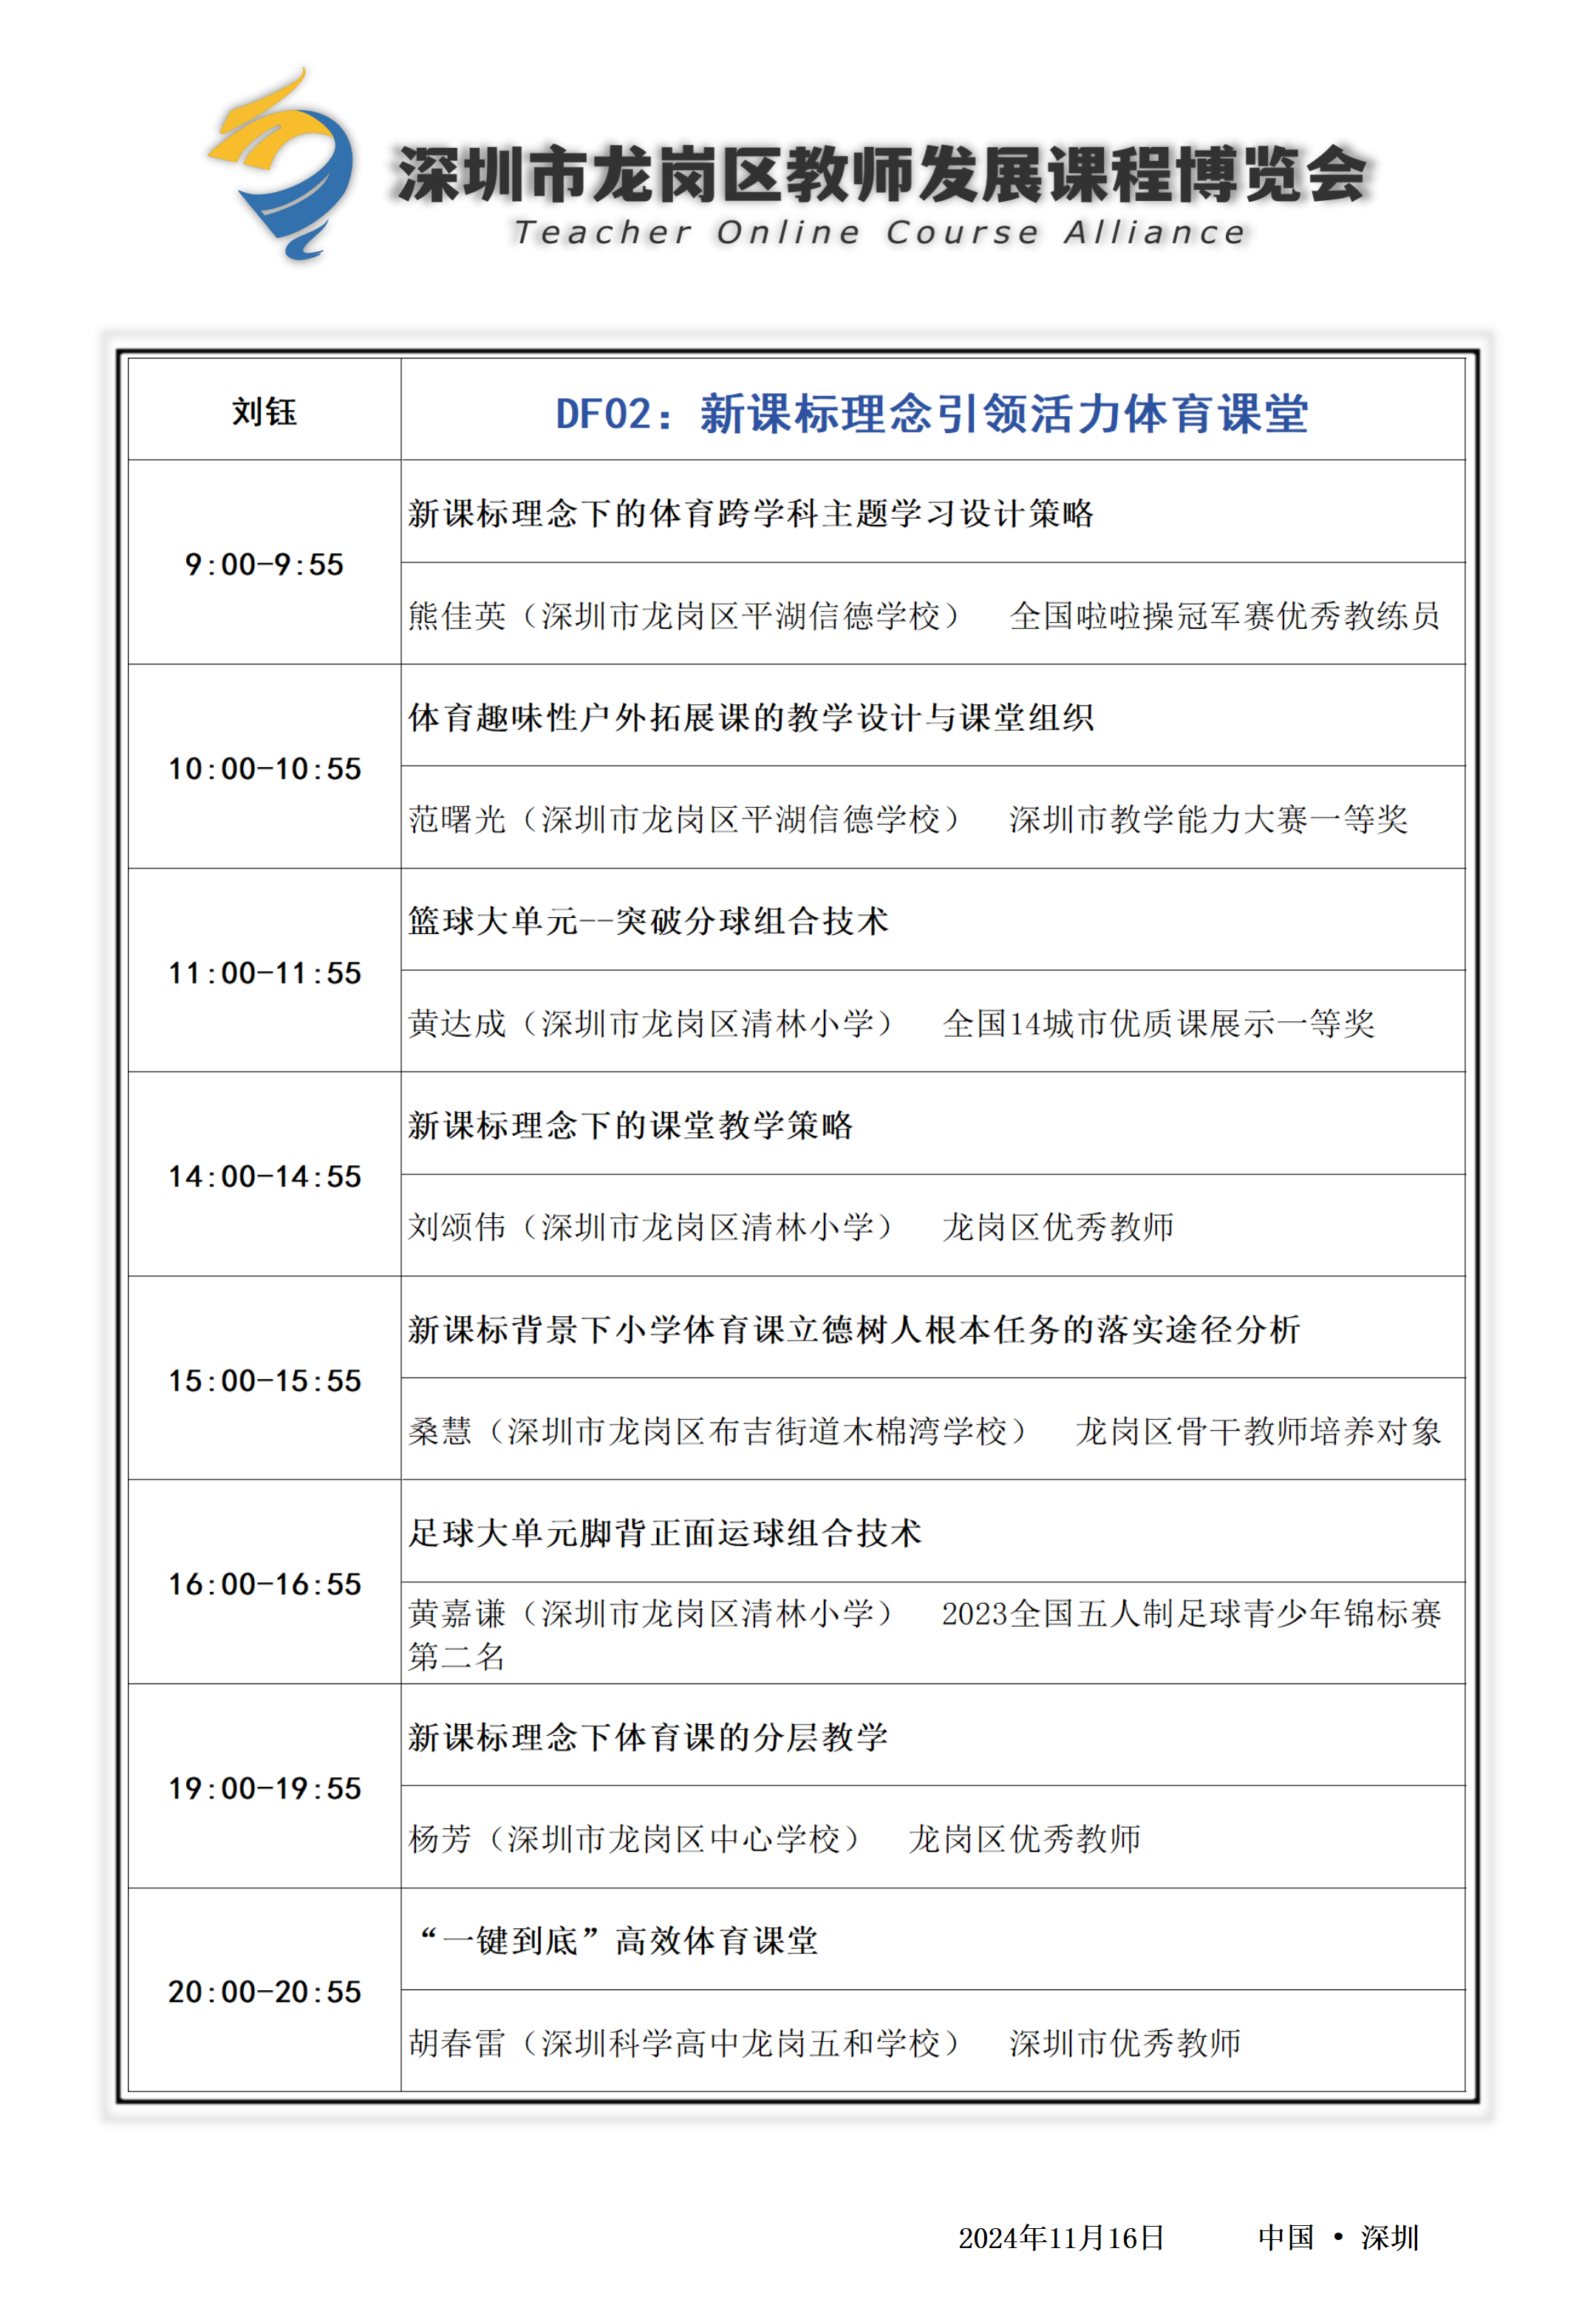 深圳市龙岗区教师发展课程博览会
Teacher Online Course Alliance
刘钰
DF02：新课标理念引领活力体育课堂
9:00-9:55
新课标理念下的体育跨学科主题学习设计策略
熊佳英（深圳市龙岗区平湖信德学校） 全国啦啦操冠军赛优秀教练员
10:00-10:55
体育趣味性户外拓展课的教学设计与课堂组织
范曙光（深圳市龙岗区平湖信德学校） 深圳市教学能力大赛一等奖
11:00-11:55
篮球大单元--突破分球组合技术
黄达成（深圳市龙岗区清林小学） 全国14城市优质课展示一等奖
14:00-14:55
新课标理念下的课堂教学策略
刘颂伟（深圳市龙岗区清林小学） 龙岗区优秀教师
15:00-15:55
新课标背景下小学体育课立德树人根本任务的落实途径分析
桑慧（深圳市龙岗区布吉街道木棉湾学校） 龙岗区骨干教师培养对象
16:00-16:55
足球大单元脚背正面运球组合技术
黄嘉谦（深圳市龙岗区清林小学） 2023全国五人制足球青少年锦标赛
第二名
19:00-19:55
新课标理念下体育课的分层教学
杨芳（深圳市龙岗区中心学校） 龙岗区优秀教师
20:00-20:55
“一键到底”高效体育课堂
胡春雷（深圳科学高中龙岗五和学校） 深圳市优秀教师
2024年11月16日 中国 • 深圳